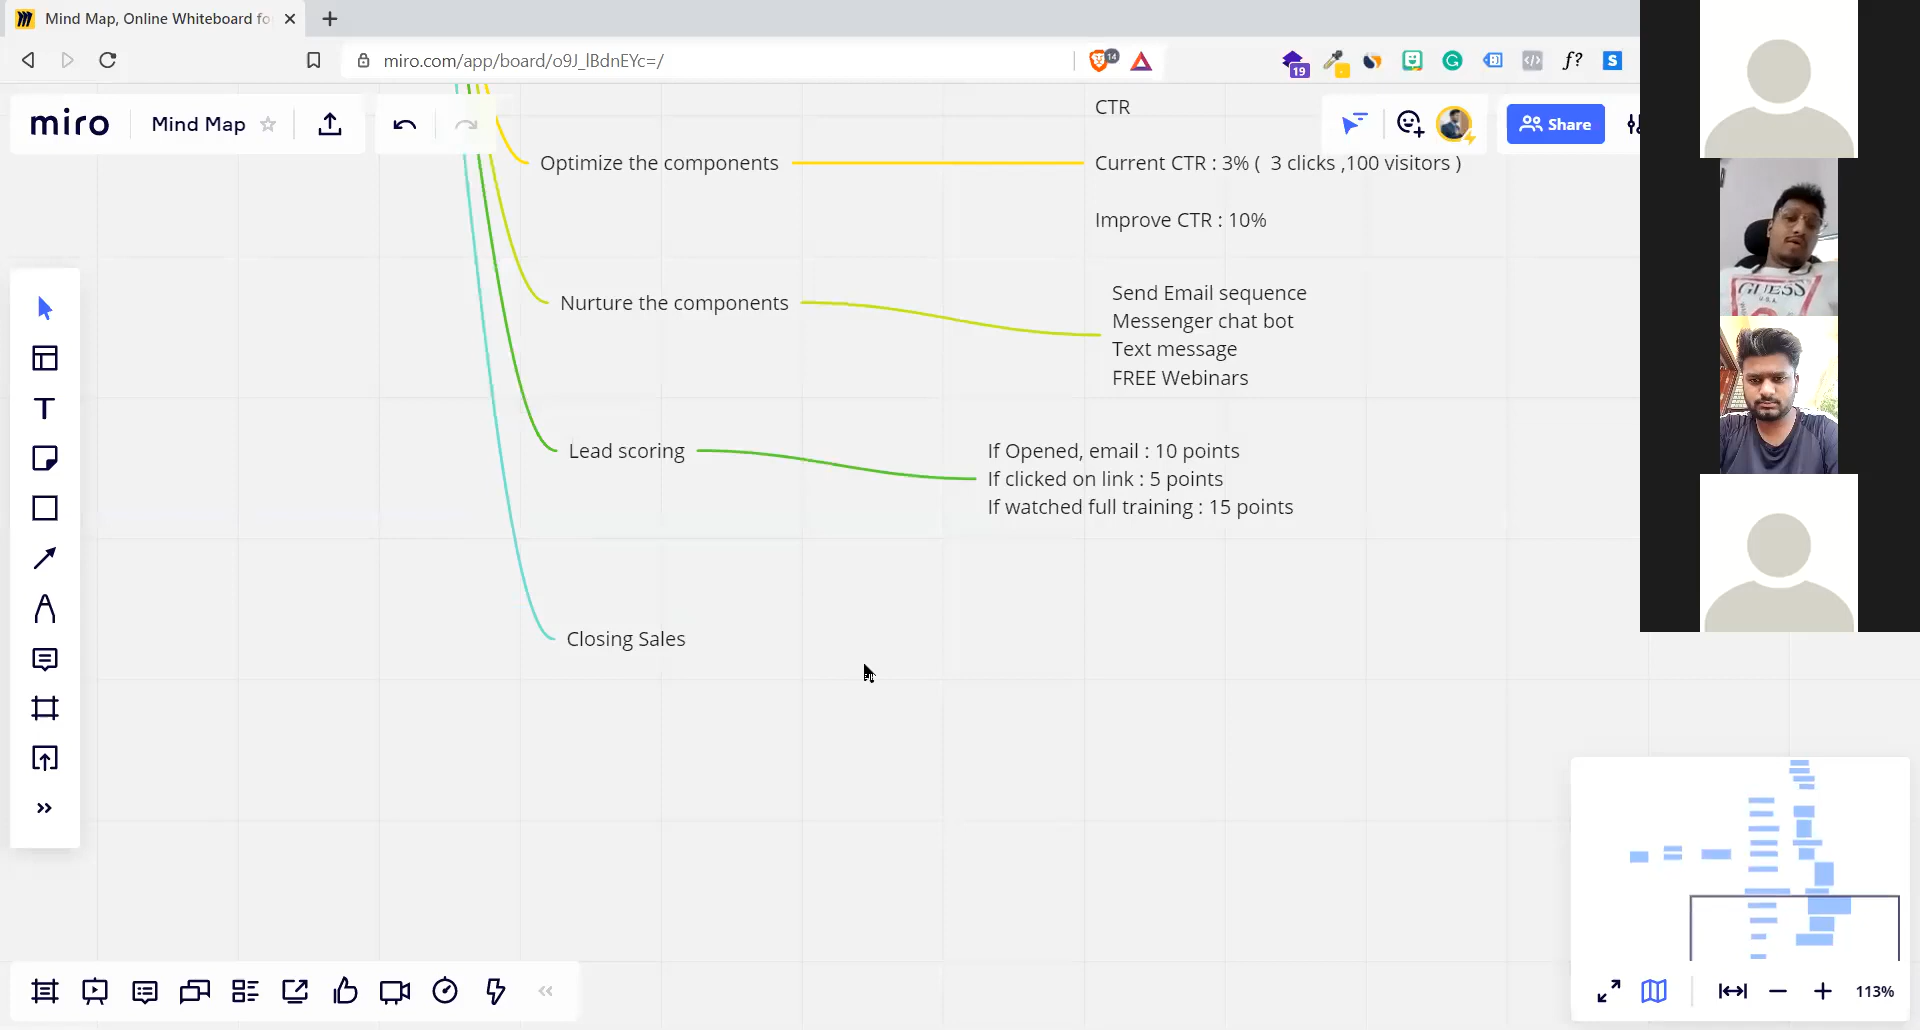 Mind Map, Online Whiteboard fo
miro.com/app/board/o9J_lBdnEYc=/
14
19
f?
S
miro
Mind Map
Share
CTR
Optimize the components
Current CTR : 3% ( 3 clicks ,100 visitors )
Improve CTR : 10%
Nurture the components
Send Email sequence
Messenger chat bot
Text message
FREE Webinars
Lead scoring
If Opened, email : 10 points
If clicked on link : 5 points
If watched full training : 15 points
Closing Sales
GUESS
U.S.A.
113%